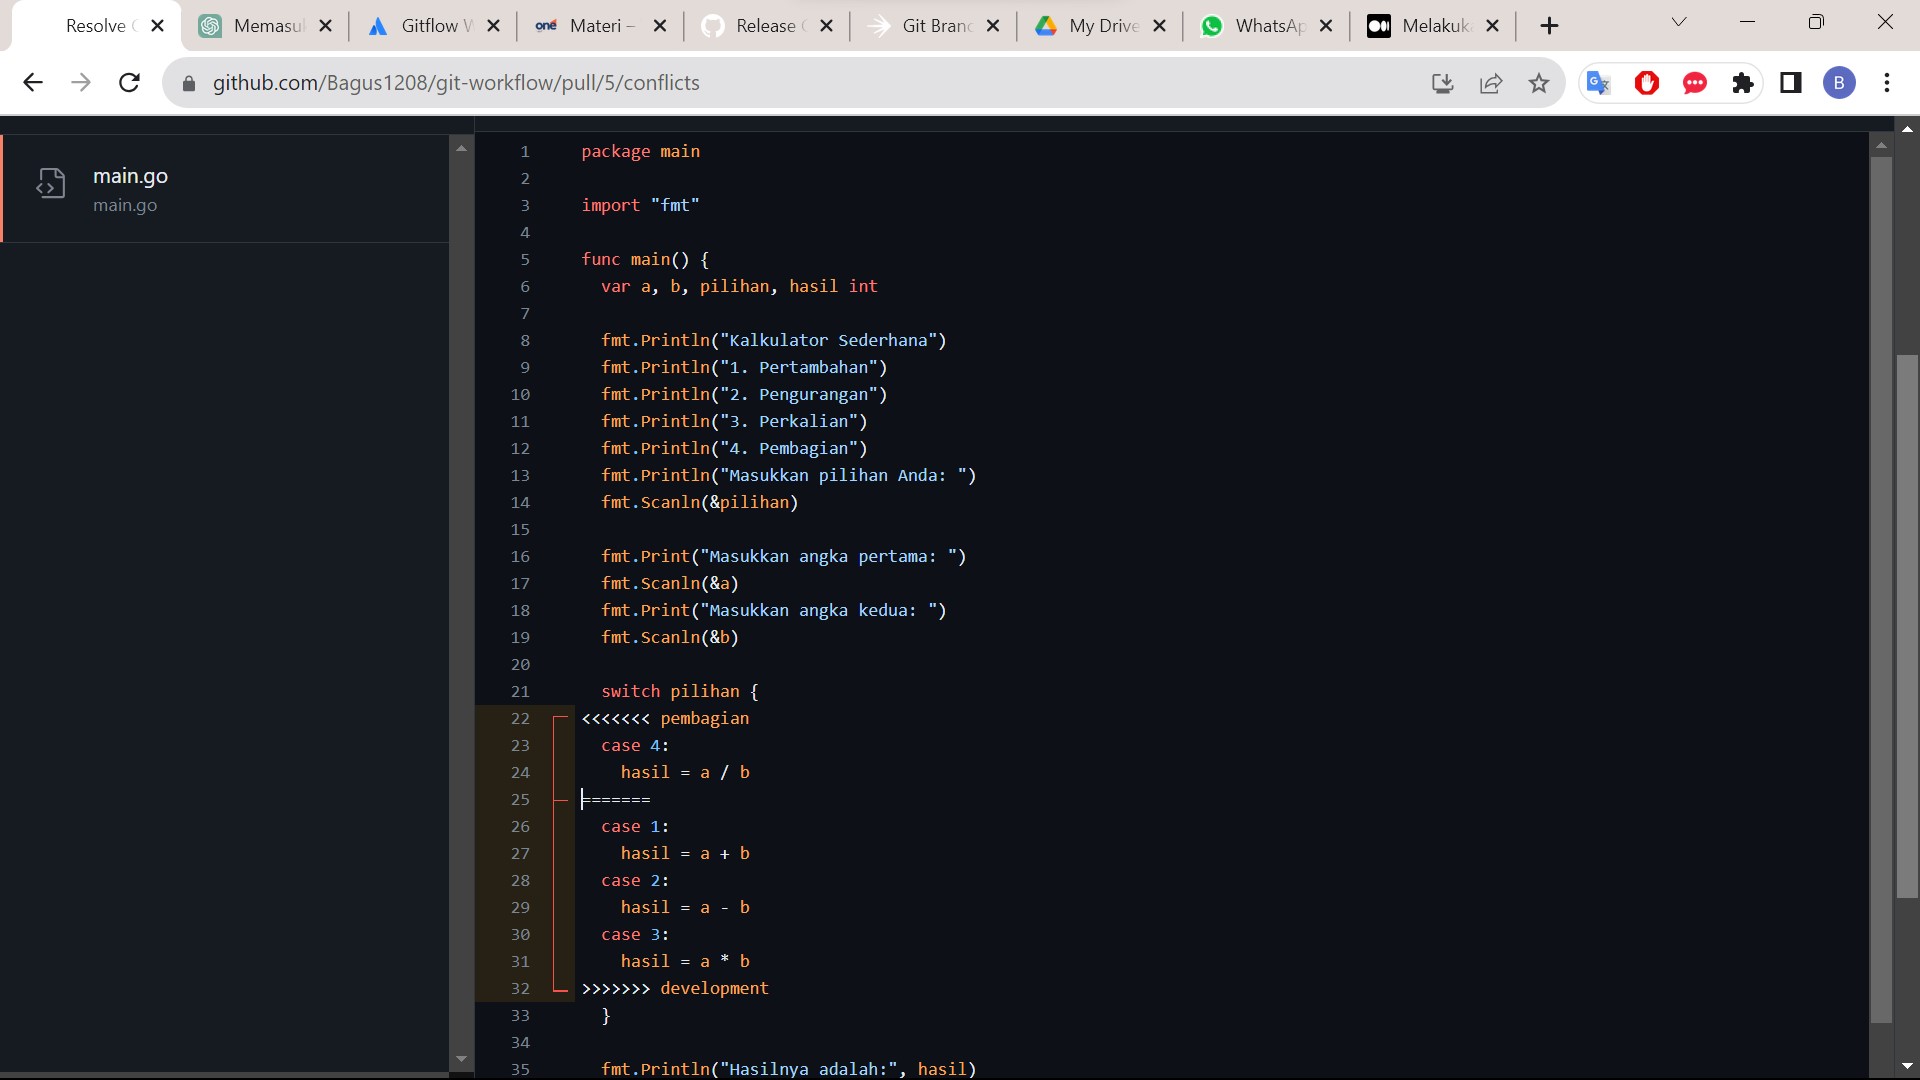 Resolve
Memasu
Gitflow W
one Materi –
Release
Git Branc
My Drive
WhatsAp
Melakuka
github.com/Bagus1208/git-workflow/pull/5/conflicts
B
main.go
main.go
1 package main
2
3 import "fmt"
4
5 func main() {
6 var a, b, pilihan, hasil int
7
8 fmt.Println("Kalkulator Sederhana")
9 fmt.Println("1. Pertambahan")
10 fmt.Println("2. Pengurangan")
11 fmt.Println("3. Perkalian")
12 fmt.Println("4. Pembagian")
13 fmt.Println("Masukkan pilihan Anda: ")
14 fmt.Scanln(&pilihan)
15
16 fmt.Print("Masukkan angka pertama: ")
17 fmt.Scanln(&a)
18 fmt.Print("Masukkan angka kedua: ")
19 fmt.Scanln(&b)
20
21 switch pilihan {
22 <<<<<<< pembagian
23 case 4:
24 hasil = a / b
25 =======
26 case 1:
27 hasil = a + b
28 case 2:
29 hasil = a - b
30 case 3:
31 hasil = a * b
32 >>>>>>> development
33 }
34
35 fmt.Println("Hasilnya adalah:", hasil)